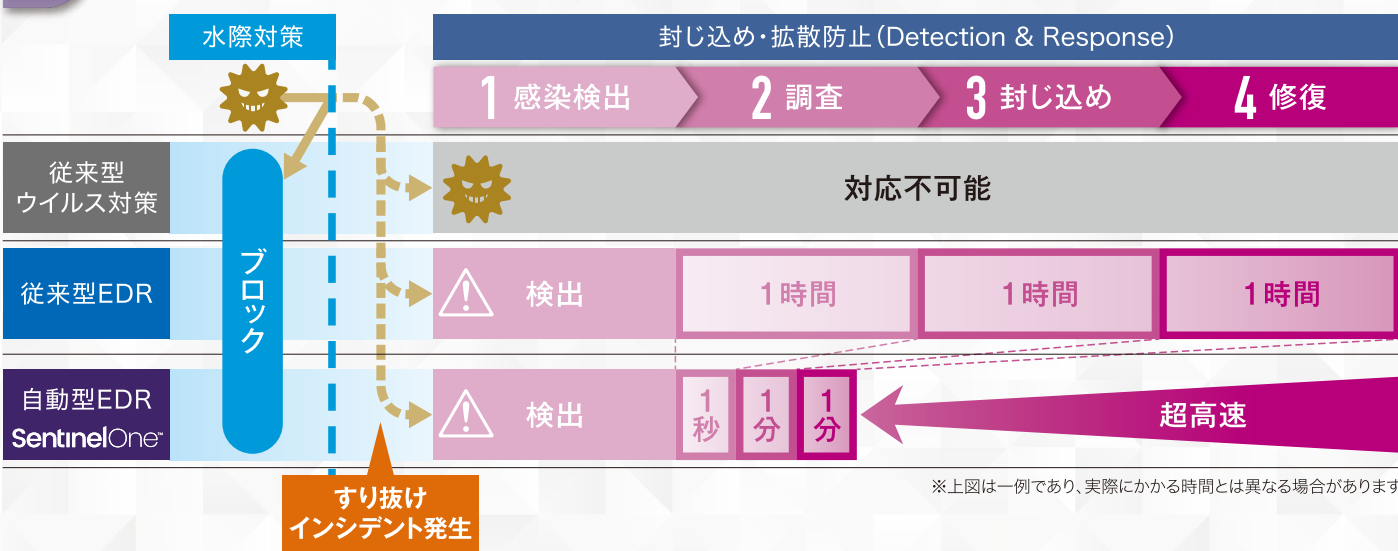 水際対策
封じ込め・拡散防止（Detection & Response）
1 感染検出
2 調査
3 封じ込め
4 修復
従来型
ウイルス対策
対応不可能
ブロック
従来型EDR
検出
1時間
1時間
1時間
自動型EDR
SentinelOne™
検出
1秒
1分
1分
超高速
すり抜け
インシデント発生
※上図は一例であり、実際にかかる時間とは異なる場合があります